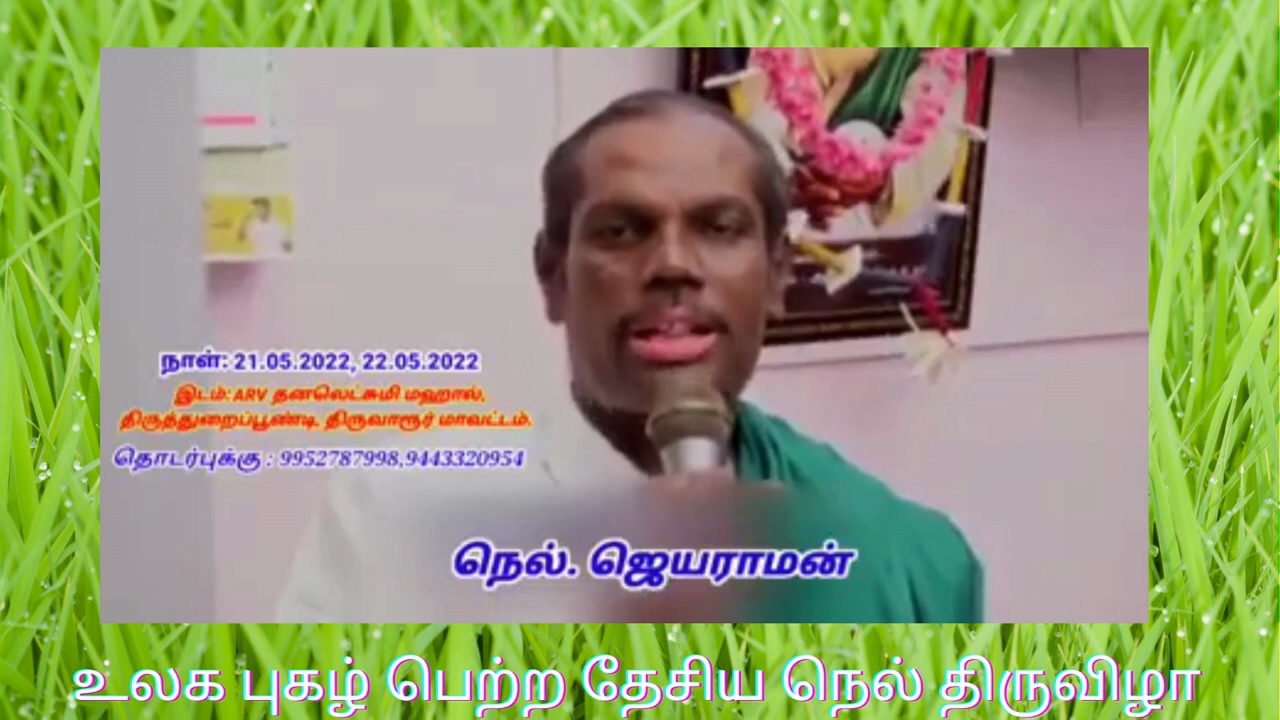 நாள்: 21.05.2022, 22.05.2022
இடம்: ARV தனலெட்சுமி மஹால்,
திருத்துறைப்பூண்டி, திருவாரூர் மாவட்டம்.
தொடர்புக்கு : 9952787998,9443320954
நெல். ஜெயராமன்
உலக புகழ் பெற்ற தேசிய நெல் திருவிழா